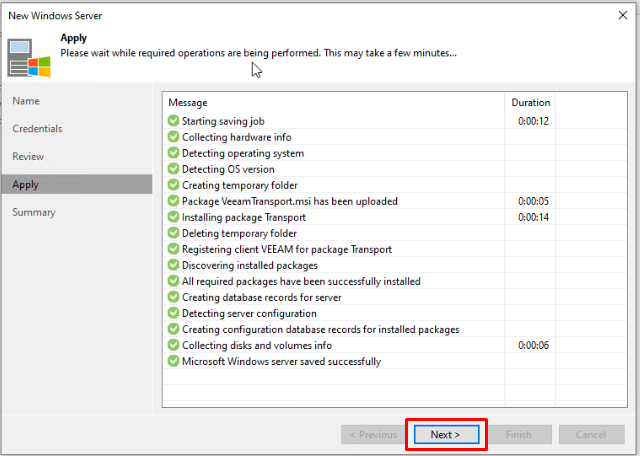 New Windows Server
Apply
Please wait while required operations are being performed. This may take a few minutes...
Name
Credentials
Review
Apply
Summary
Message Duration
Starting saving job 0:00:12
Collecting hardware info
Detecting operating system
Detecting OS version
Creating temporary folder
Package VeeamTransport.msi has been uploaded 0:00:05
Installing package Transport 0:00:14
Deleting temporary folder
Registering client VEEAM for package Transport
Discovering installed packages
All required packages have been successfully installed
Creating database records for server
Detecting server configuration
Creating configuration database records for installed packages
Collecting disks and volumes info 0:00:06
Microsoft Windows server saved successfully
< Previous Next > Finish Cancel